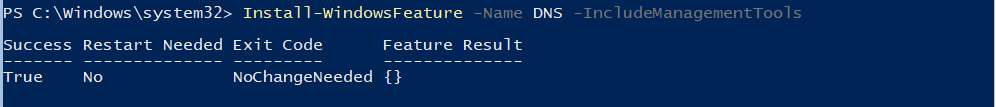 PS C:\Windows\system32> Install-WindowsFeature -Name DNS -IncludeManagementTools
Success Restart Needed Exit Code      Feature Result
------- -------------- ---------      --------------
True    No             NoChangeNeeded {}